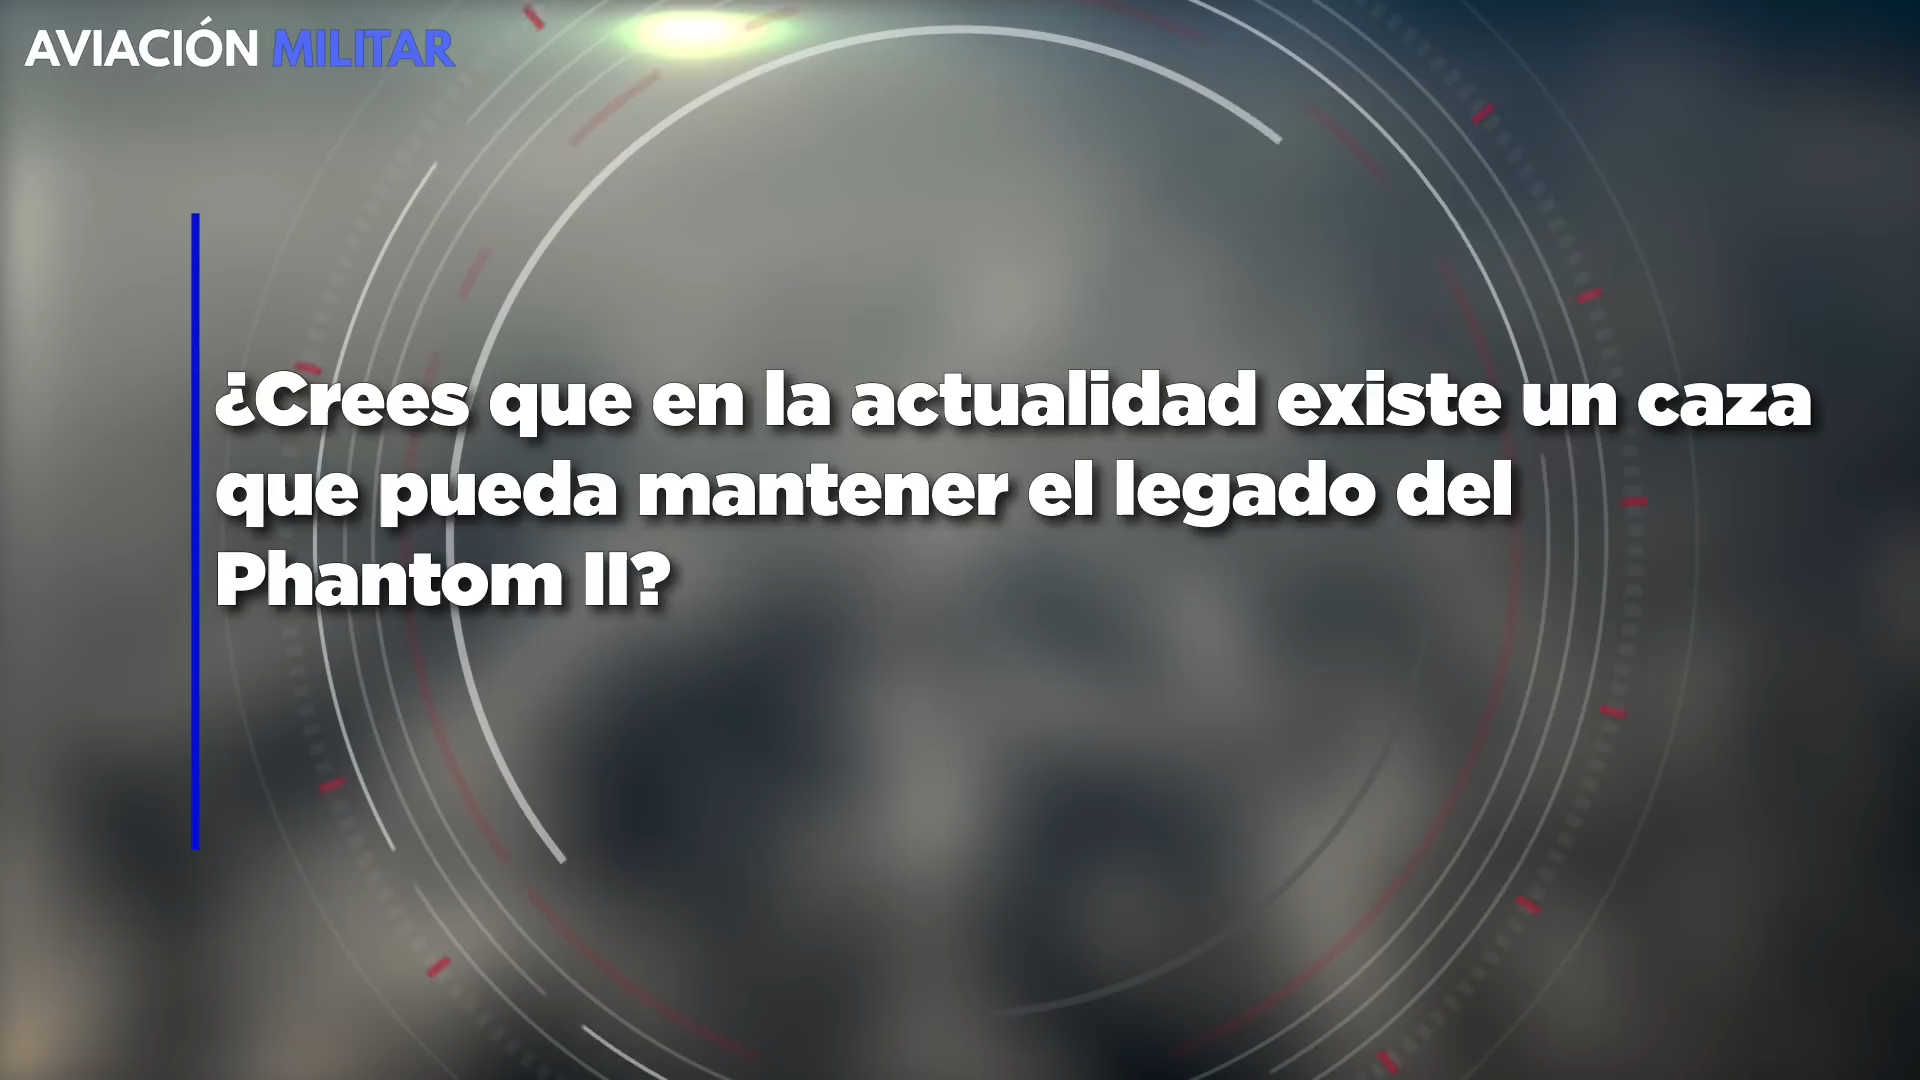 AVIACIÓN MILITAR
¿Crees que en la actualidad existe un caza
que pueda mantener el legado del
Phantom II?